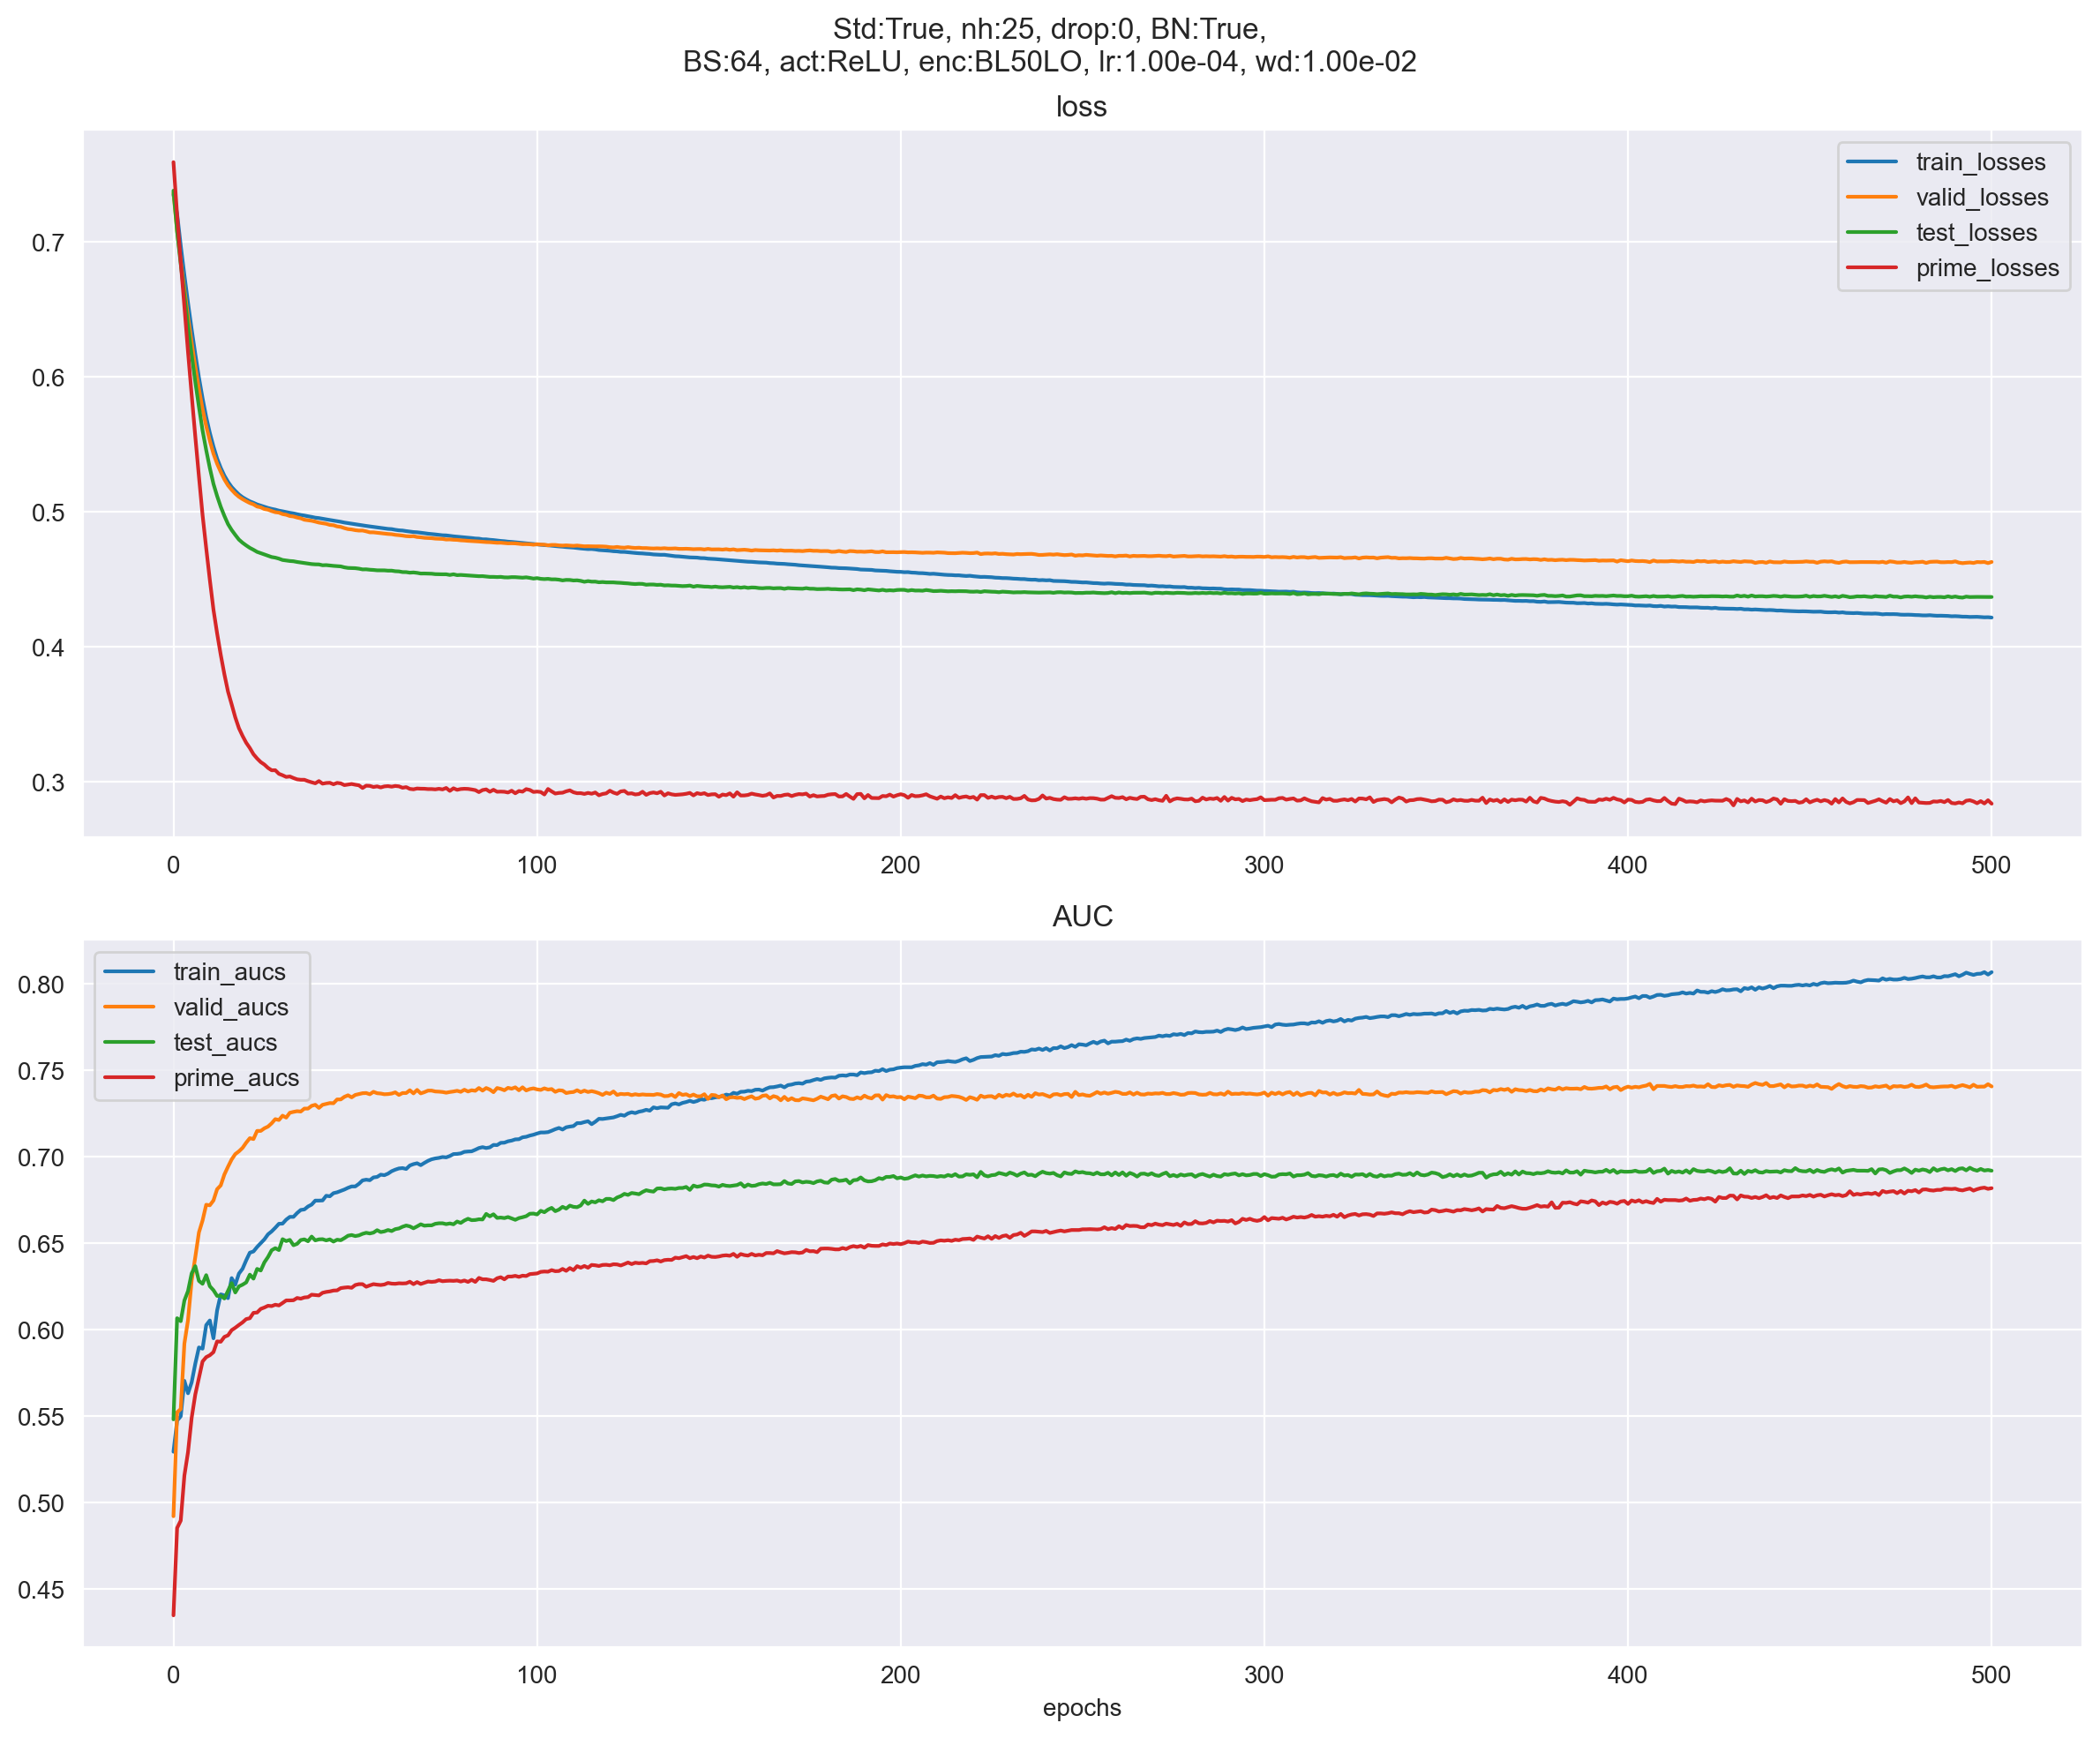 Std:True, nh:25, drop:0, BN:True,
BS:64, act:ReLU, enc:BL50LO, lr:1.00e-04, wd:1.00e-02
loss
train_losses
valid_losses
test_losses
prime_losses
0.7
0.6
0.5
0.4
0.3
0 100 200 300 400 500
AUC
train_aucs
valid_aucs
test_aucs
prime_aucs
0.80
0.75
0.70
0.65
0.60
0.55
0.50
0.45
0 100 200 300 400 500
epochs